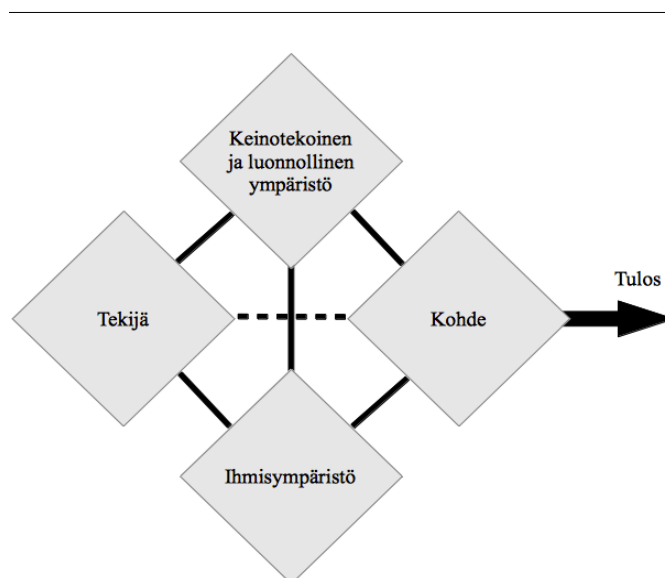 Keinotekoinen
ja luonnollinen
ympäristö
Tulos
Tekijä
Kohde
Ihmisympäristö